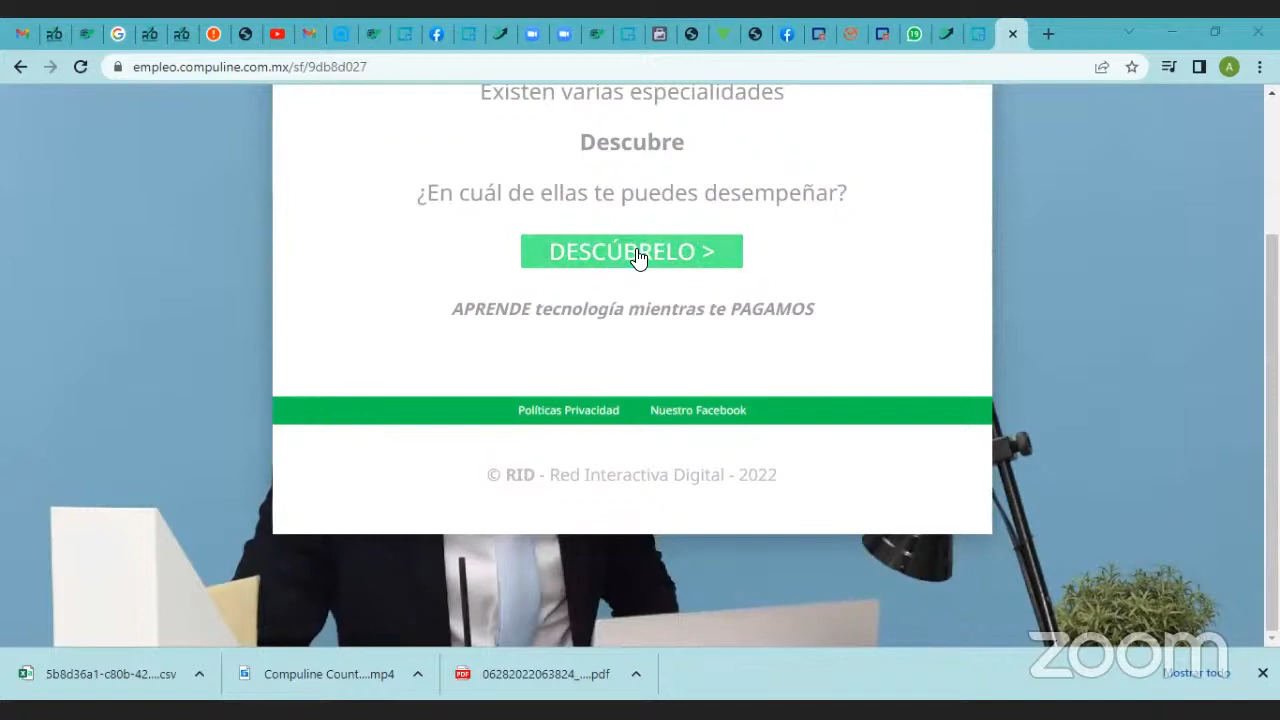 19
empleo.compuline.com.mx/sf/9db8d027
A
Existen varias especialidades
Descubre
¿En cuál de ellas te puedes desempeñar?
DESCÚBRELO >
APRENDE tecnología mientras te PAGAMOS
Políticas Privacidad Nuestro Facebook
© RID - Red Interactiva Digital - 2022
zoom
5b8d36a1-c80b-42....csv Compuline Count....mp4 06282022063824_....pdf Mostrar todo